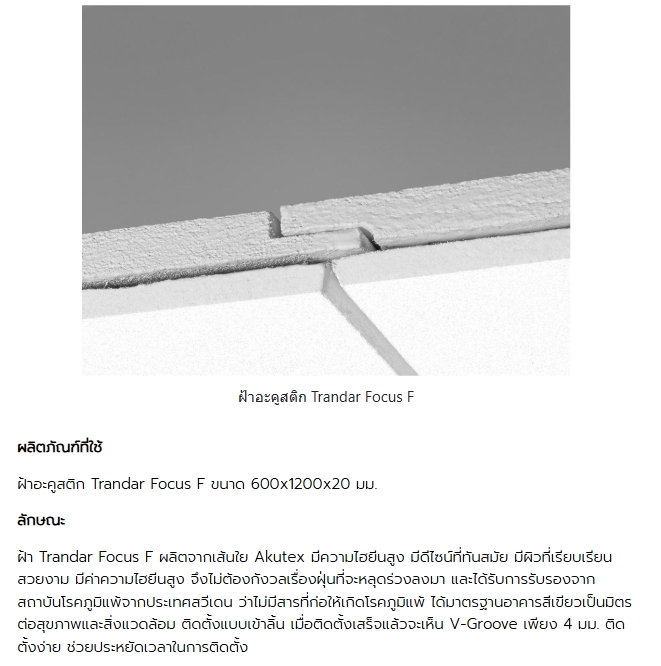 ฝ้าอะคูสติก Trandar Focus F
ผลิตภัณฑ์ที่ใช้
ฝ้าอะคูสติก Trandar Focus F ขนาด 600x1200x20 มม.
ลักษณะ
ฝ้า Trandar Focus F ผลิตจากเส้นใย Akutex มีความไฮยีนสูง มีดีไซน์ที่ทันสมัย มีผิวที่เรียบเรียน
สวยงาม มีค่าความไฮยีนสูง จึงไม่ต้องกังวลเรื่องฝุ่นที่จะหลุดร่วงลงมา และได้รับการรับรองจาก
สถาบันโรคภูมิแพ้จากประเทศสวีเดน ว่าไม่มีสารที่ก่อให้เกิดโรคภูมิแพ้ ได้มาตรฐานอาคารสีเขียวเป็นมิตร
ต่อสุขภาพและสิ่งแวดล้อม ติดตั้งแบบเข้าลิ้น เมื่อติดตั้งเสร็จแล้วจะเห็น V-Groove เพียง 4 มม. ติด
ตั้งง่าย ช่วยประหยัดเวลาในการติดตั้ง